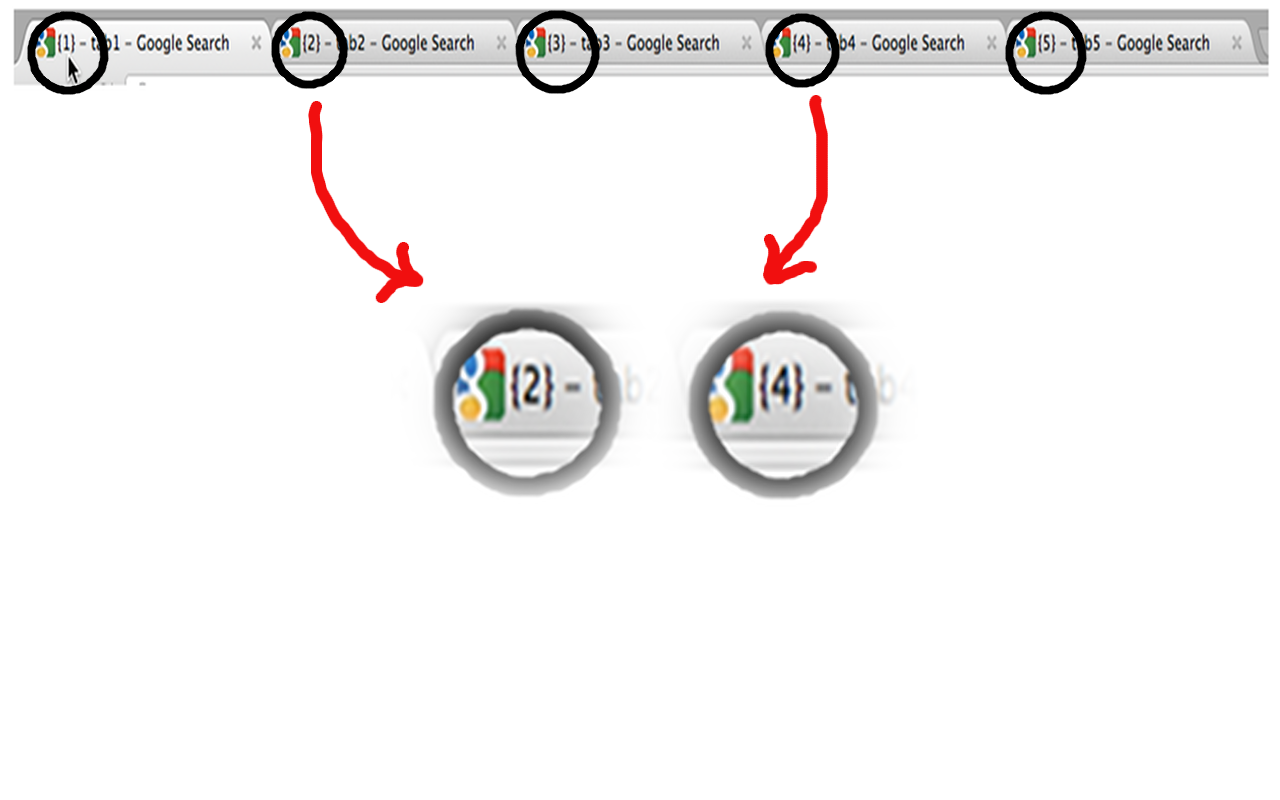 {1} – tab1 – Google Search
{2} – tab2 – Google Search
{3} – tab3 – Google Search
{4} – tab4 – Google Search
{5} – tab5 – Google Search
{2} – tab2
{4} – tab4